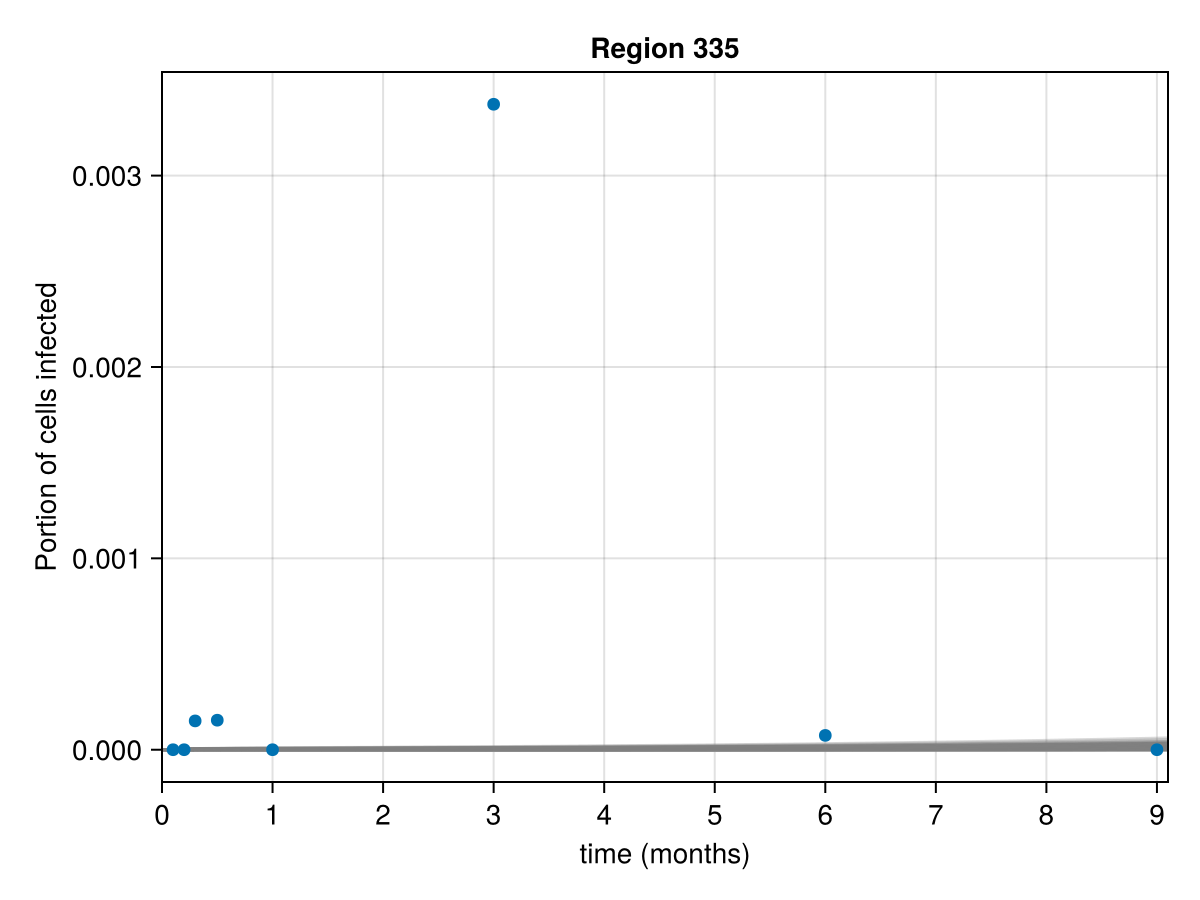 Region 335
Portion of cells infected
0.003
0.002
0.001
0.000
0 1 2 3 4 5 6 7 8 9
time (months)